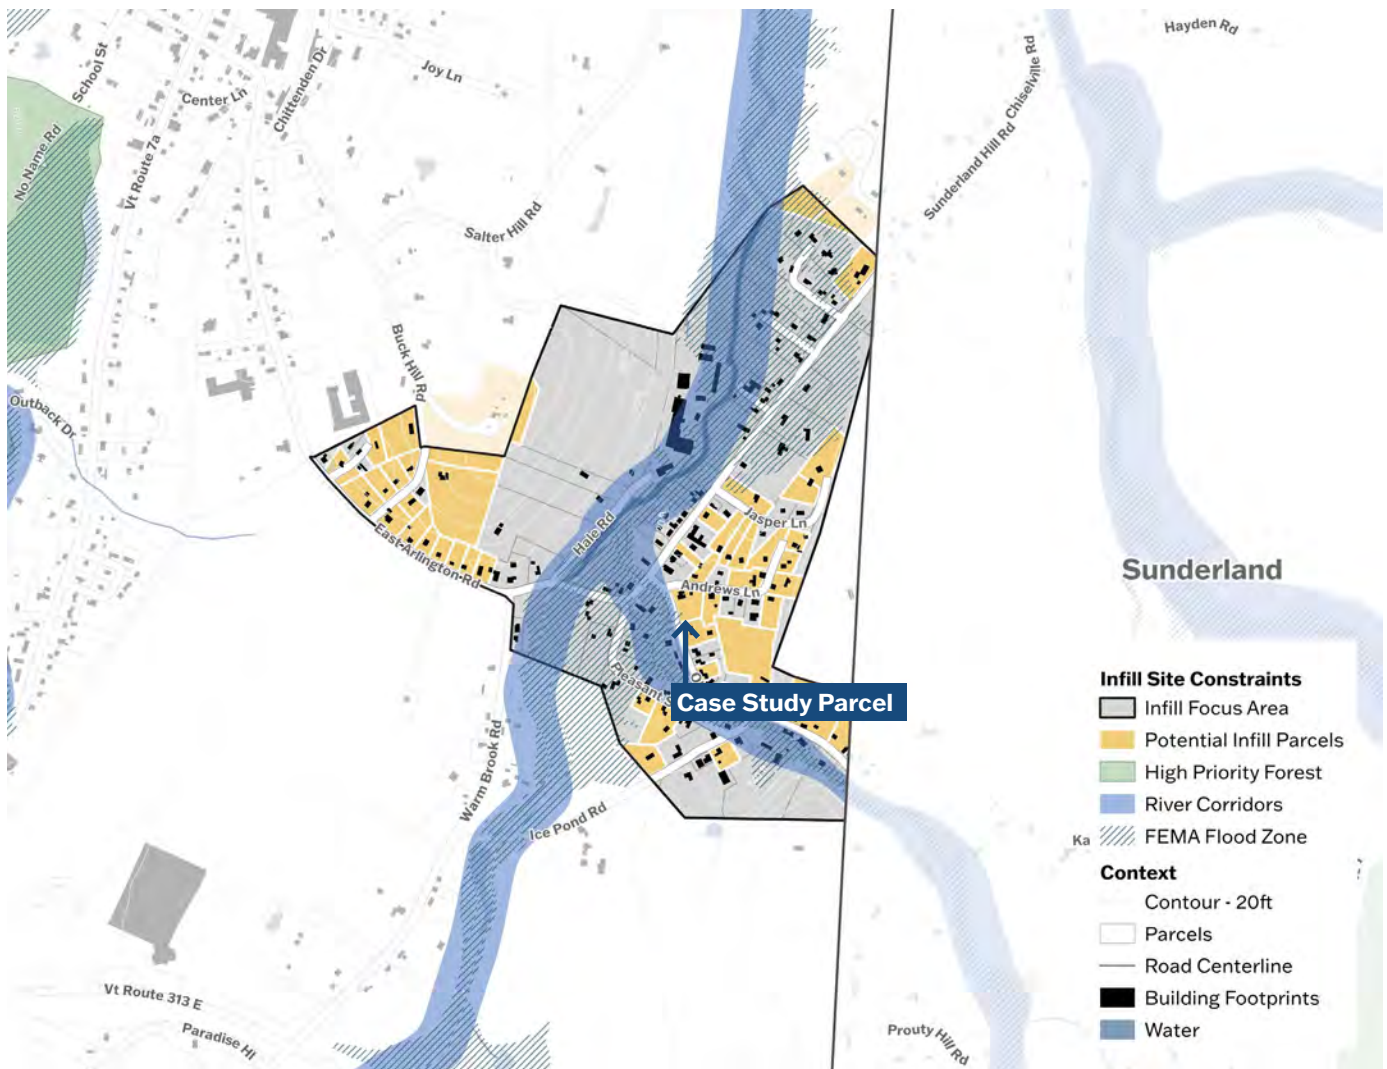 Hayden Rd
School St
Chittenden Dr
Joy Ln
Center Ln
Chiselville Rd
No Name Rd
Vt Route 7a
Sunderland Hill Rd
Salter Hill Rd
Buck Hill Rd
Outback Dr
Hale Rd
Jasper Ln
East Arlington Rd
Andrews Ln
Sunderland
Pleasant
Case Study Parcel
Warm Brook Rd
Ice Pond Rd
Ka
Vt Route 313 E
Paradise Hl
Prouty Hill Rd
Infill Site Constraints
Infill Focus Area
Potential Infill Parcels
High Priority Forest
River Corridors
FEMA Flood Zone
Context
Contour - 20ft
Parcels
Road Centerline
Building Footprints
Water